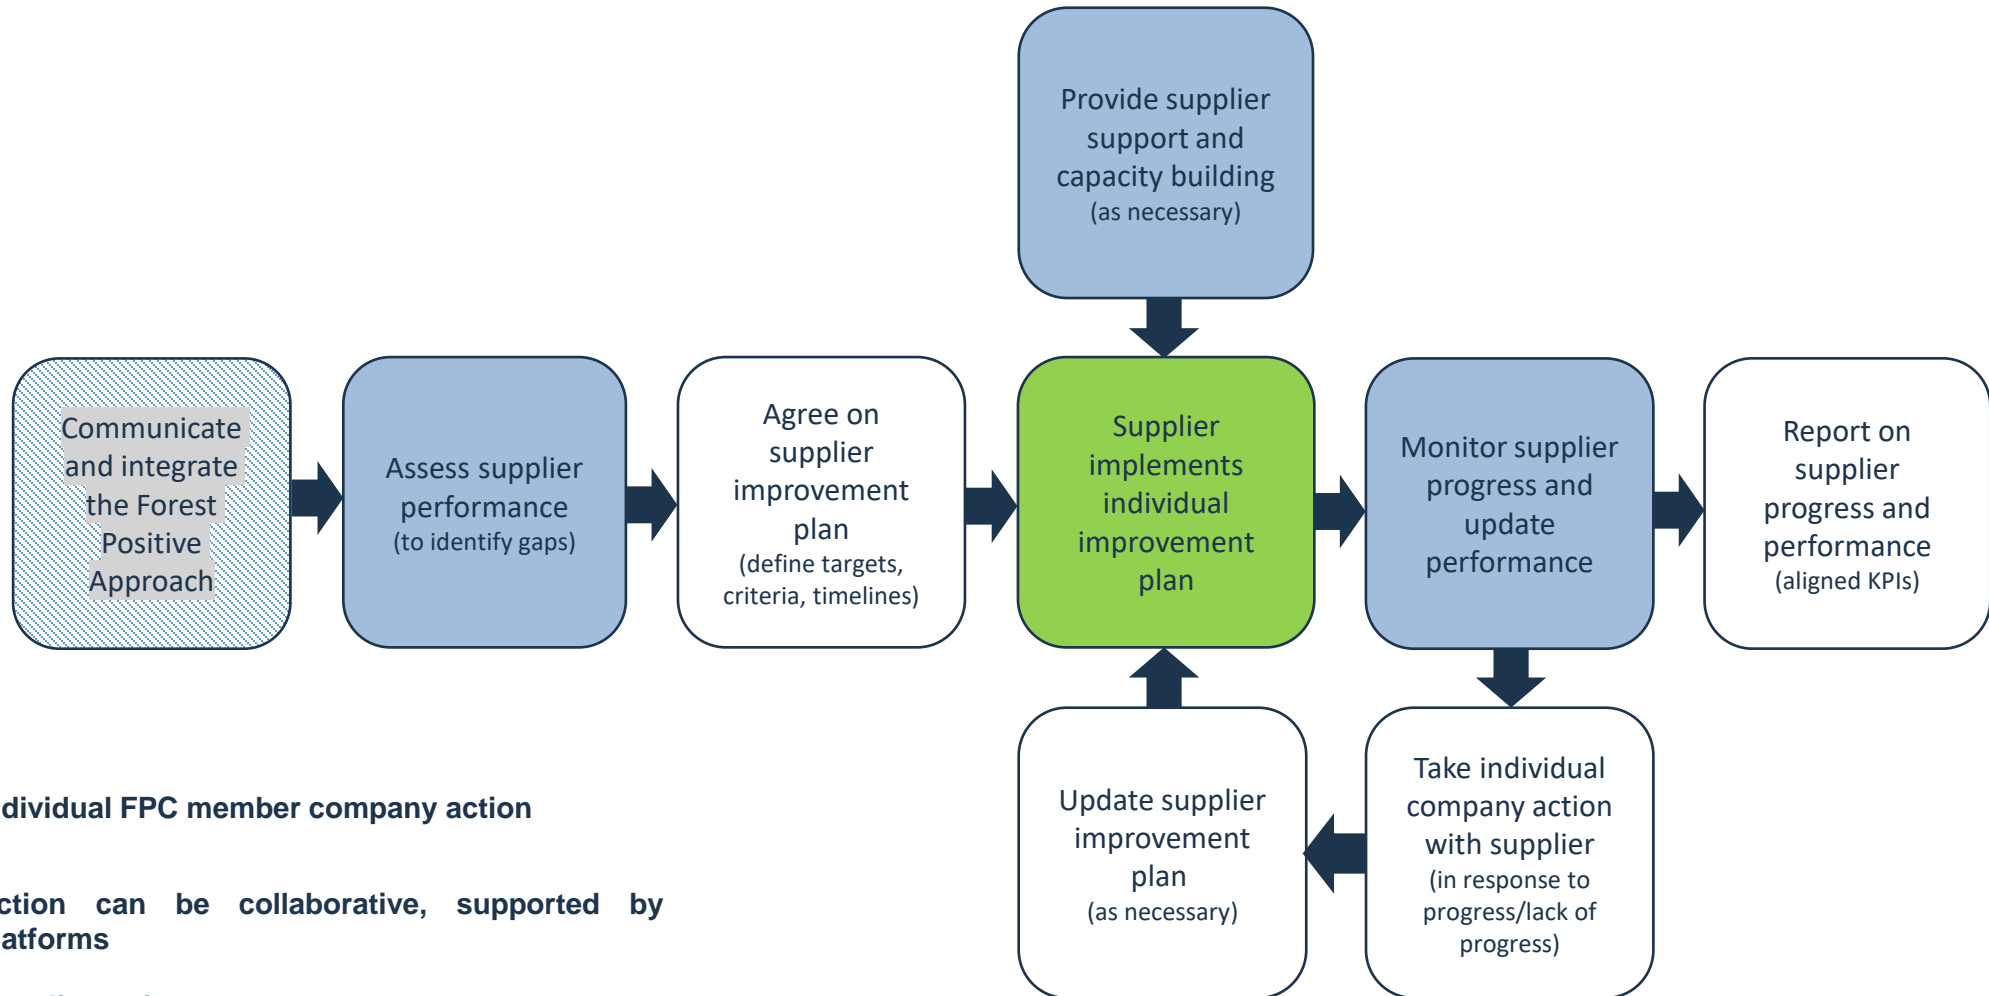 Provide supplier
support and
capacity building
(as necessary)
Communicate
and integrate
the Forest
Positive
Approach
Assess supplier
performance
(to identify gaps)
Agree on
supplier
improvement
plan
(define targets,
criteria, timelines)
Supplier
implements
individual
improvement
plan
Monitor supplier
progress and
update
performance
Report on
supplier
progress and
performance
(aligned KPIs)
Update supplier
improvement
plan
(as necessary)
Take individual
company action
with supplier
(in response to
progress/lack of
progress)
dividual FPC member company action
ction can be collaborative, supported by
atforms